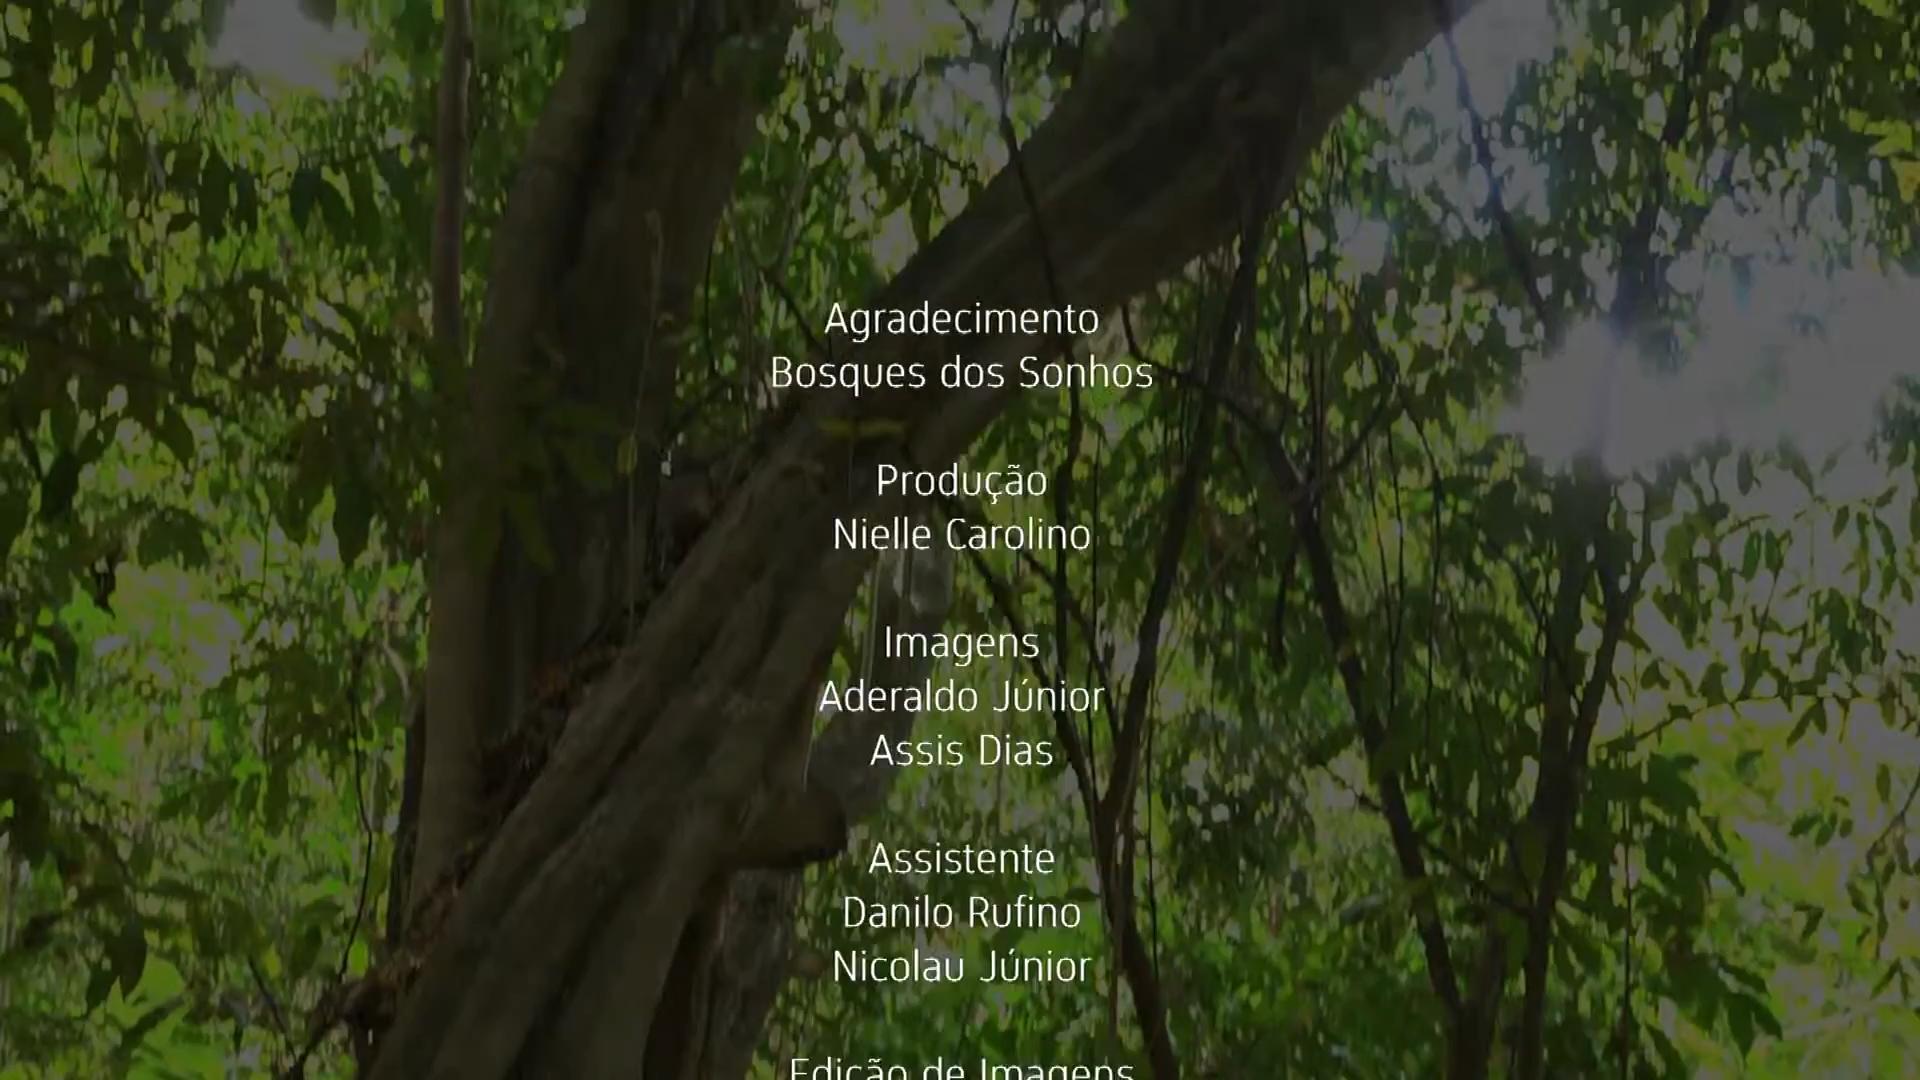 Agradecimento
Bosques dos Sonhos
Produção
Nielle Carolino
Imagens
Aderaldo Júnior
Assis Dias
Assistente
Danilo Rufino
Nicolau Júnior
Edição de Imagens